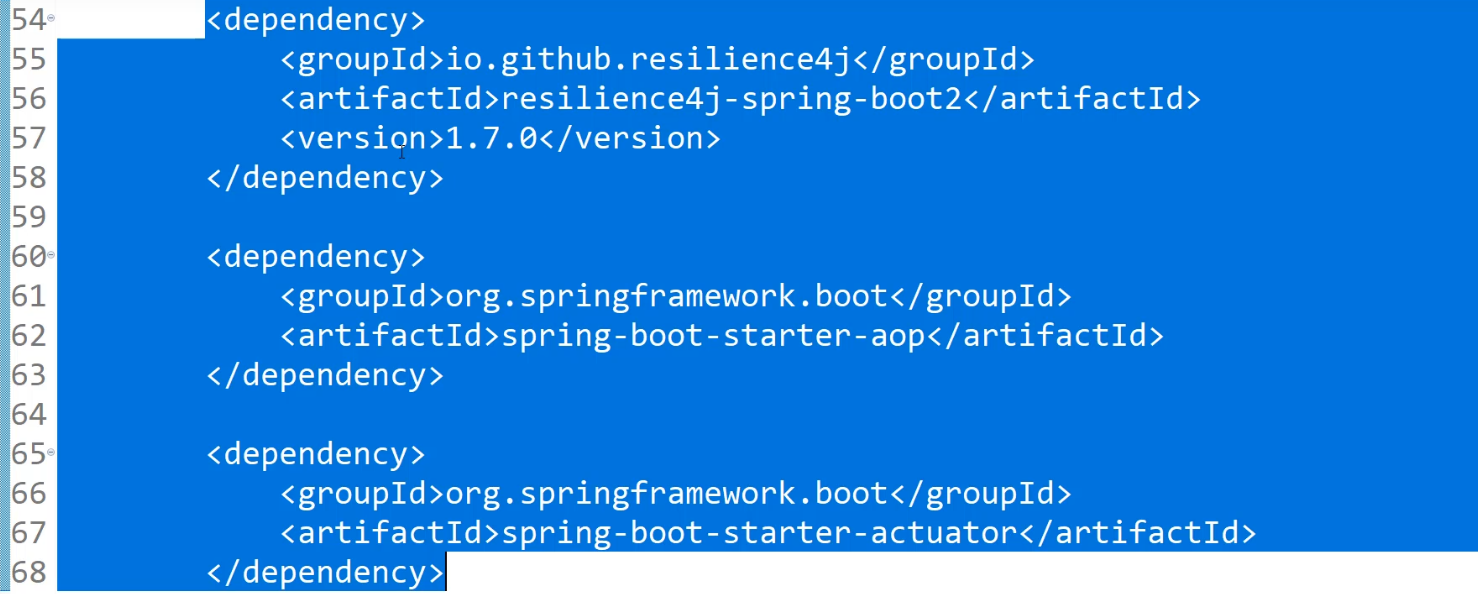 54 <dependency>
55 <groupId>io.github.resilience4j</groupId>
56 <artifactId>resilience4j-spring-boot2</artifactId>
57 <version>1.7.0</version>
58 </dependency>
59
60 <dependency>
61 <groupId>org.springframework.boot</groupId>
62 <artifactId>spring-boot-starter-aop</artifactId>
63 </dependency>
64
65 <dependency>
66 <groupId>org.springframework.boot</groupId>
67 <artifactId>spring-boot-starter-actuator</artifactId>
68 </dependency>